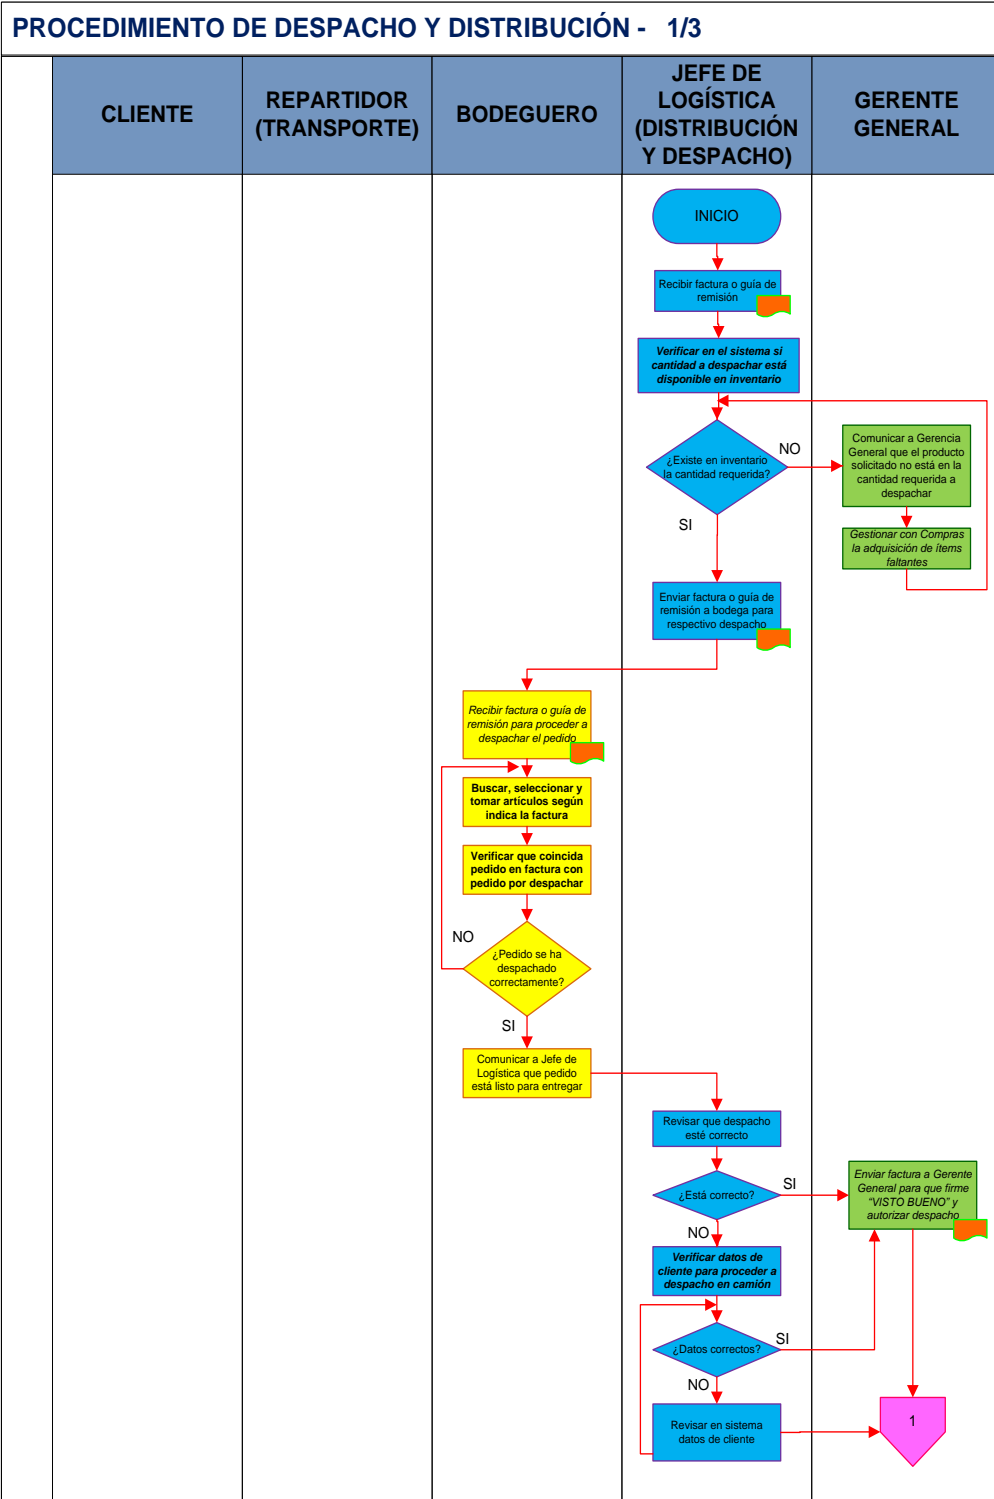 PROCEDIMIENTO DE DESPACHO Y DISTRIBUCIÓN - 1/3
CLIENTE
REPARTIDOR
(TRANSPORTE)
BODEGUERO
JEFE DE
LOGÍSTICA
(DISTRIBUCIÓN
Y DESPACHO)
GERENTE
GENERAL
INICIO
Recibir factura o guía de
remisión
Verificar en el sistema si
cantidad a despachar está
disponible en inventario
¿Existe en inventario
la cantidad requerida?
NO
Comunicar a Gerencia
General que el producto
solicitado no está en la
cantidad requerida a
despachar
SI
Gestionar con Compras
la adquisición de ítems
faltantes
Enviar factura o guía de
remisión a bodega para
respectivo despacho
Recibir factura o guía de
remisión para proceder a
despachar el pedido
Buscar, seleccionar y
tomar artículos según
indica la factura
Verificar que coincida
pedido en factura con
pedido por despachar
NO
¿Pedido se ha
despachado
correctamente?
SI
Comunicar a Jefe de
Logística que pedido
está listo para entregar
Revisar que despacho
esté correcto
¿Está correcto?
SI
Enviar factura a Gerente
General para que firme
“VISTO BUENO” y
autorizar despacho
NO
Verificar datos de
cliente para proceder a
despacho en camión
¿Datos correctos?
SI
NO
Revisar en sistema
datos de cliente
1